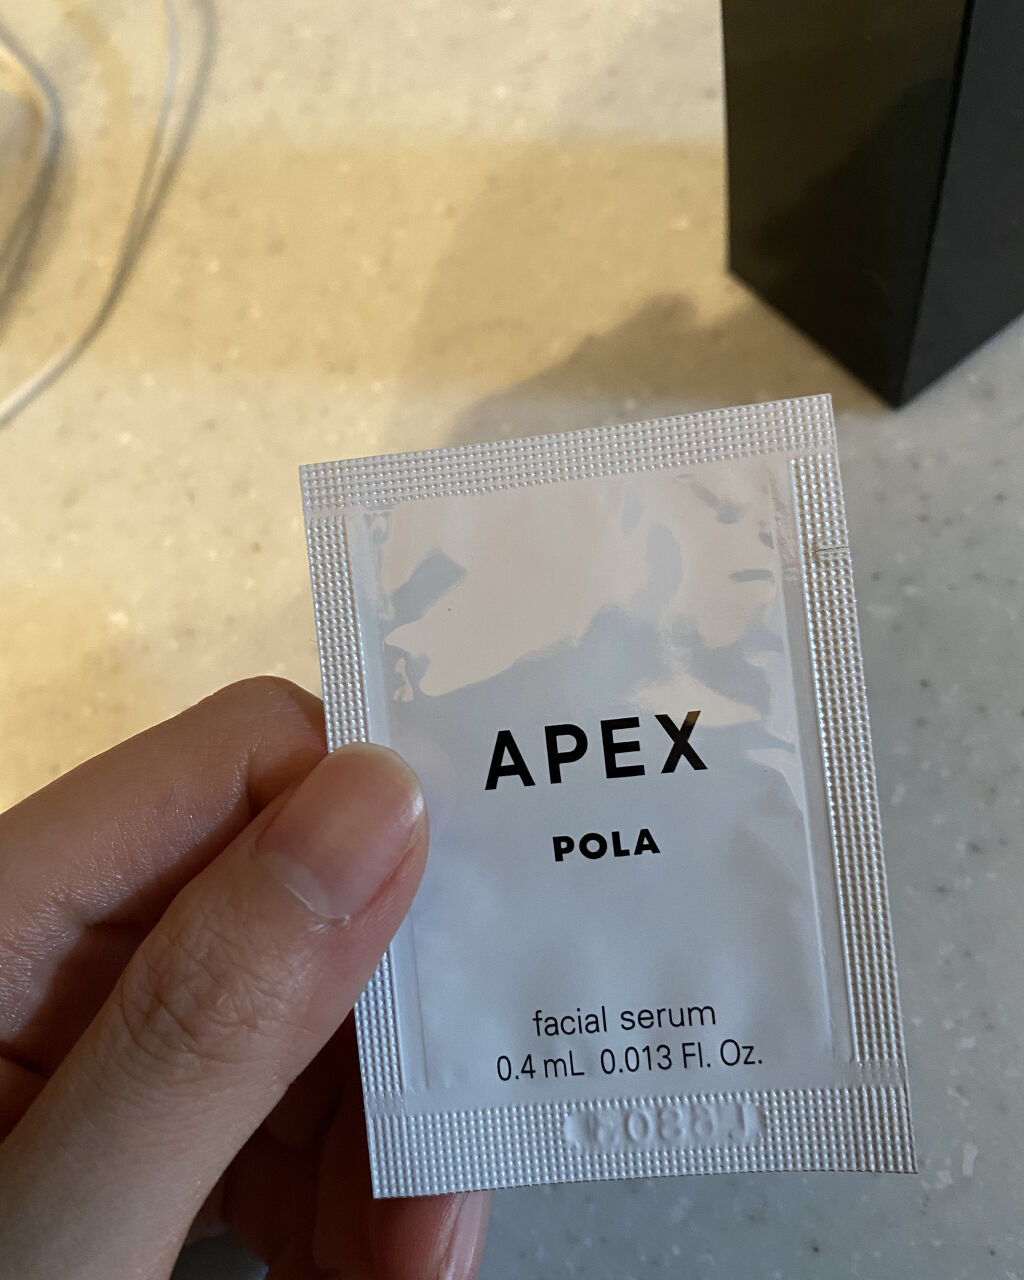 APEX
POLA
facial serum
0.4 mL 0.013 Fl. Oz.